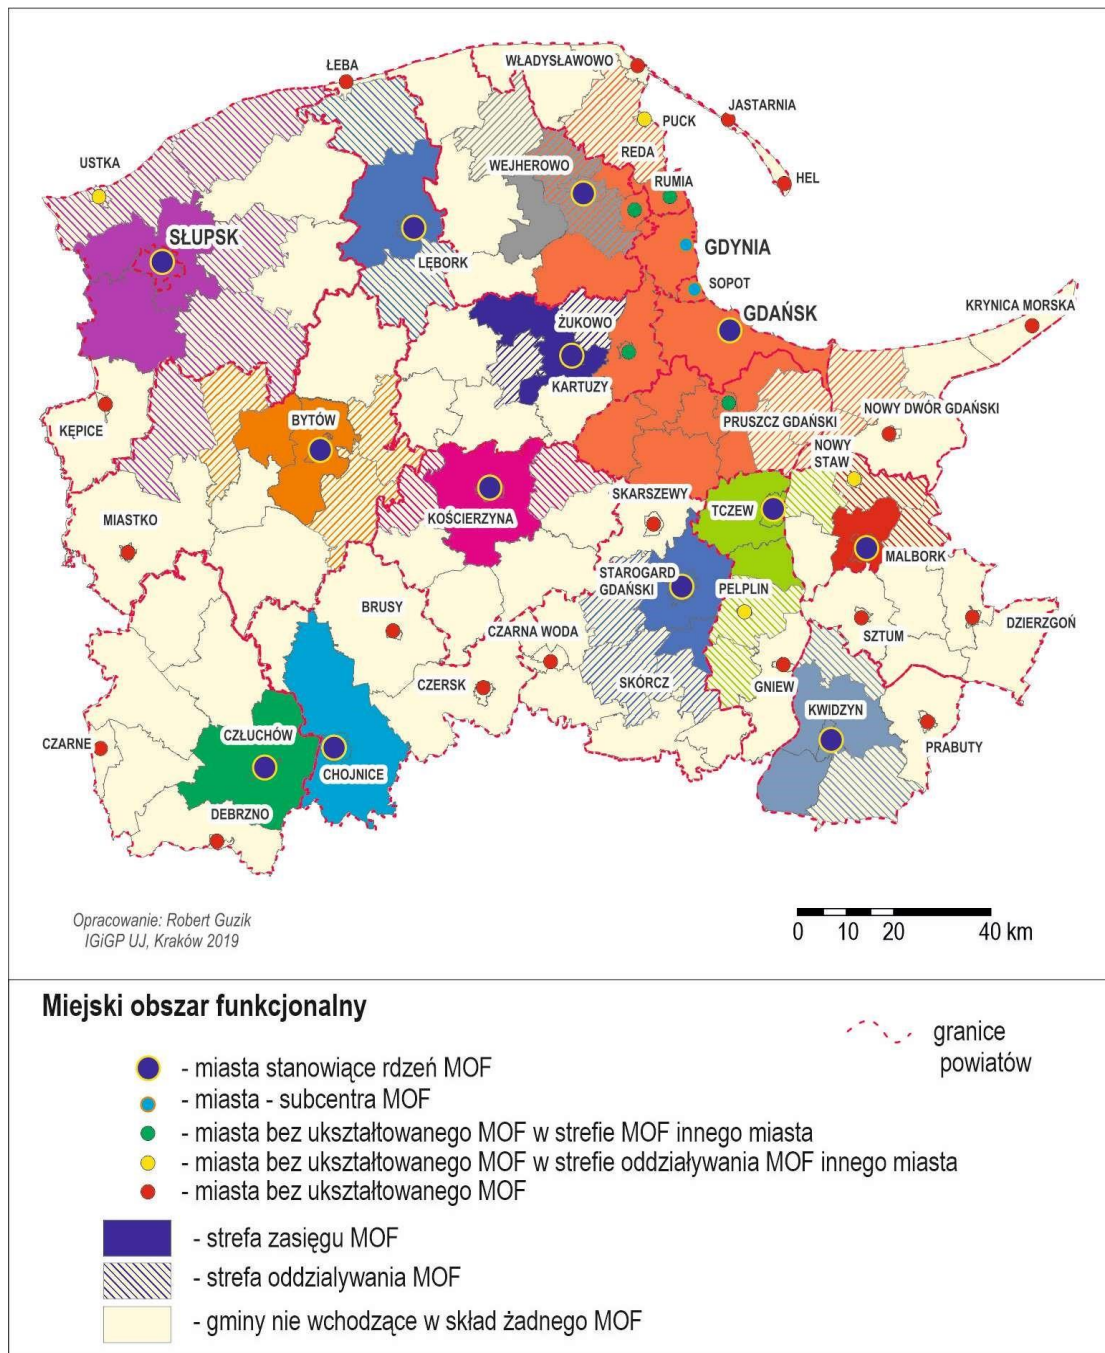 ŁEBA
WŁADYSŁAWOWO
JASTARNIA
PUCK
USTKA
REDA
WEJHEROWO
RUMIA
HEL
SŁUPSK
GDYNIA
LĘBORK
SOPOT
KRYNICA MORSKA
GDAŃSK
ŻUKOWO
KARTUZY
NOWY DWÓR GDAŃSKI
BYTÓW
PRUSZCZ GDAŃSKI
KĘPICE
NOWY
STAW
SKARSZEWY
TCZEW
MIASTKO
KOŚCIERZYNA
MALBORK
STAROGARD
GDAŃSKI
PELPLIN
BRUSY
DZIERZGOŃ
CZARNA WODA
SZTUM
CZERSK
SKÓRCZ
GNIEW
KWIDZYN
CZŁUCHÓW
CZARNE
PRABUTY
CHOJNICE
DEBRZNO
Opracowanie: Robert Guzik
IGiGP UJ, Kraków 2019
0 10 20 40 km
Miejski obszar funkcjonalny
granice
powiatów
- miasta stanowiące rdzeń MOF
- miasta - subcentra MOF
- miasta bez ukształtowanego MOF w strefie MOF innego miasta
- miasta bez ukształtowanego MOF w strefie oddziaływania MOF innego miasta
- miasta bez ukształtowanego MOF
- strefa zasięgu MOF
- strefa oddzialywania MOF
- gminy nie wchodzące w skład żadnego MOF